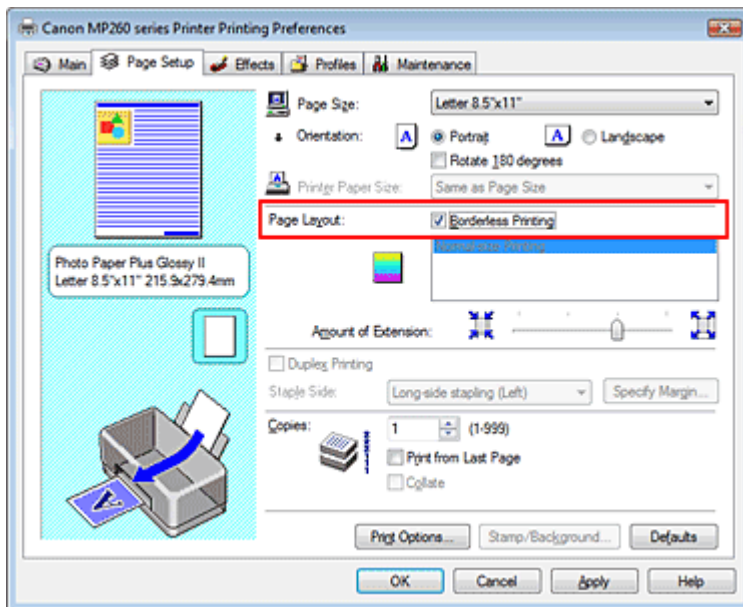 Canon MP260 series Printer Printing Preferences
Main Page Setup Effects Profiles Maintenance
Page Size: Letter 8.5"x11"
Orientation: A Portrait A Landscape
Rotate 180 degrees
Printer Paper Size: Same as Page Size
Page Layout: Borderless Printing
Photo Paper Plus Glossy II
Letter 8.5"x11" 215.9x279.4mm
Amount of Extension:
Duplex Printing
Staple Side: Long-side stapling (Left) Specify Margin...
Copies: 1 (1-999)
Print from Last Page
Collate
Print Options... Stamp/Background... Defaults
OK Cancel Apply Help